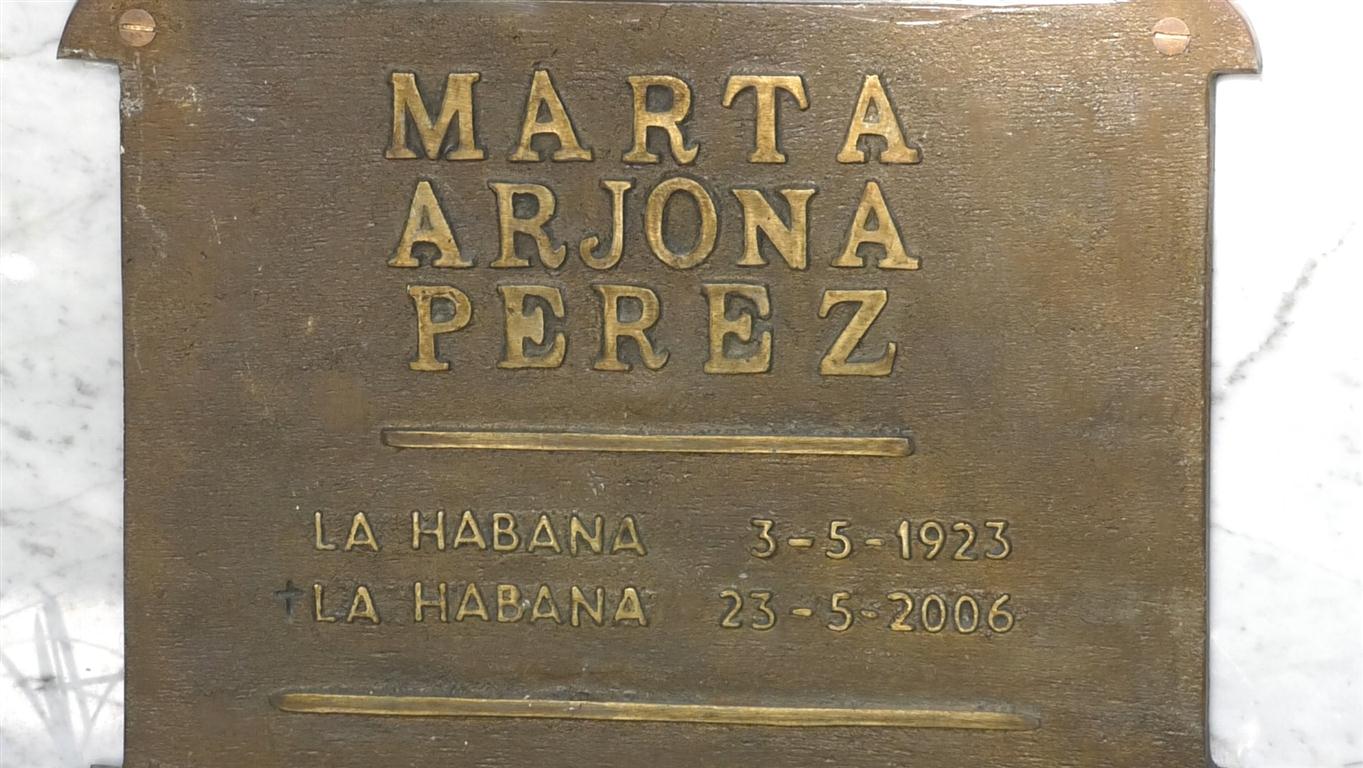 MARTA
ARJONA
PEREZ
LA HABANA 3-5-1923
†LA HABANA 23-5-2006